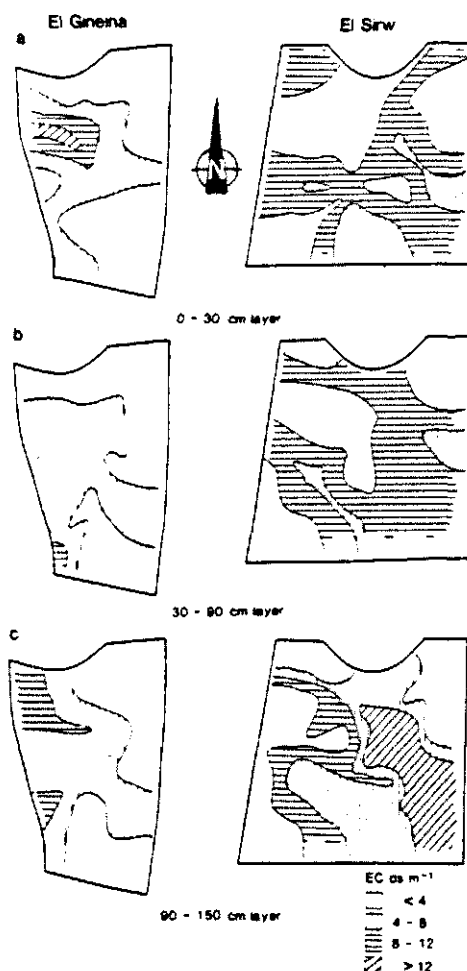 El Gineina
El Sirw
a
N
0 - 30 cm layer
b
30 - 90 cm layer
c
90 - 150 cm layer
EC ds m⁻¹
< 4
4 - 8
8 - 12
> 12